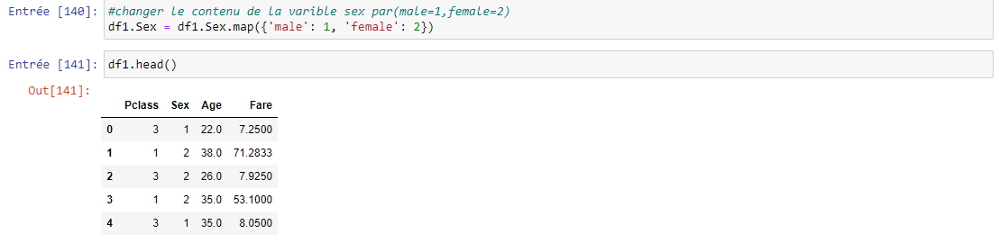 Entrée [140]: #changer le contenu de la varible sex par(male=1,female=2)
df1.Sex = df1.Sex.map({'male': 1, 'female': 2})
Entrée [141]: df1.head()
Out[141]:
Pclass Sex Age Fare
0 3 1 22.0 7.2500
1 1 2 38.0 71.2833
2 3 2 26.0 7.9250
3 1 2 35.0 53.1000
4 3 1 35.0 8.0500